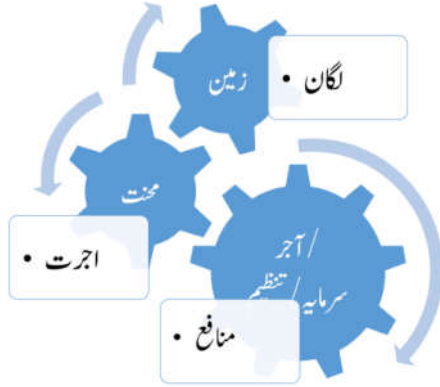 زمین
• لگان
محنت
• اجرت
آجر/
سرمایہ/تنظیم
• منافع